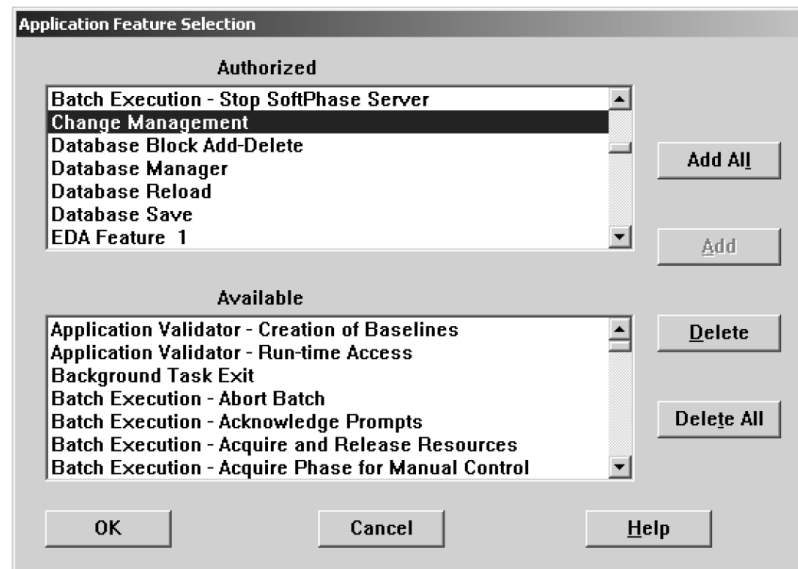 Application Feature Selection
Authorized
Batch Execution - Stop SoftPhase Server
Change Management
Database Block Add-Delete
Database Manager
Database Reload
Database Save
EDA Feature 1
Add All
Add
Available
Application Validator - Creation of Baselines
Application Validator - Run-time Access
Background Task Exit
Batch Execution - Abort Batch
Batch Execution - Acknowledge Prompts
Batch Execution - Acquire and Release Resources
Batch Execution - Acquire Phase for Manual Control
Delete
Delete All
OK
Cancel
Help